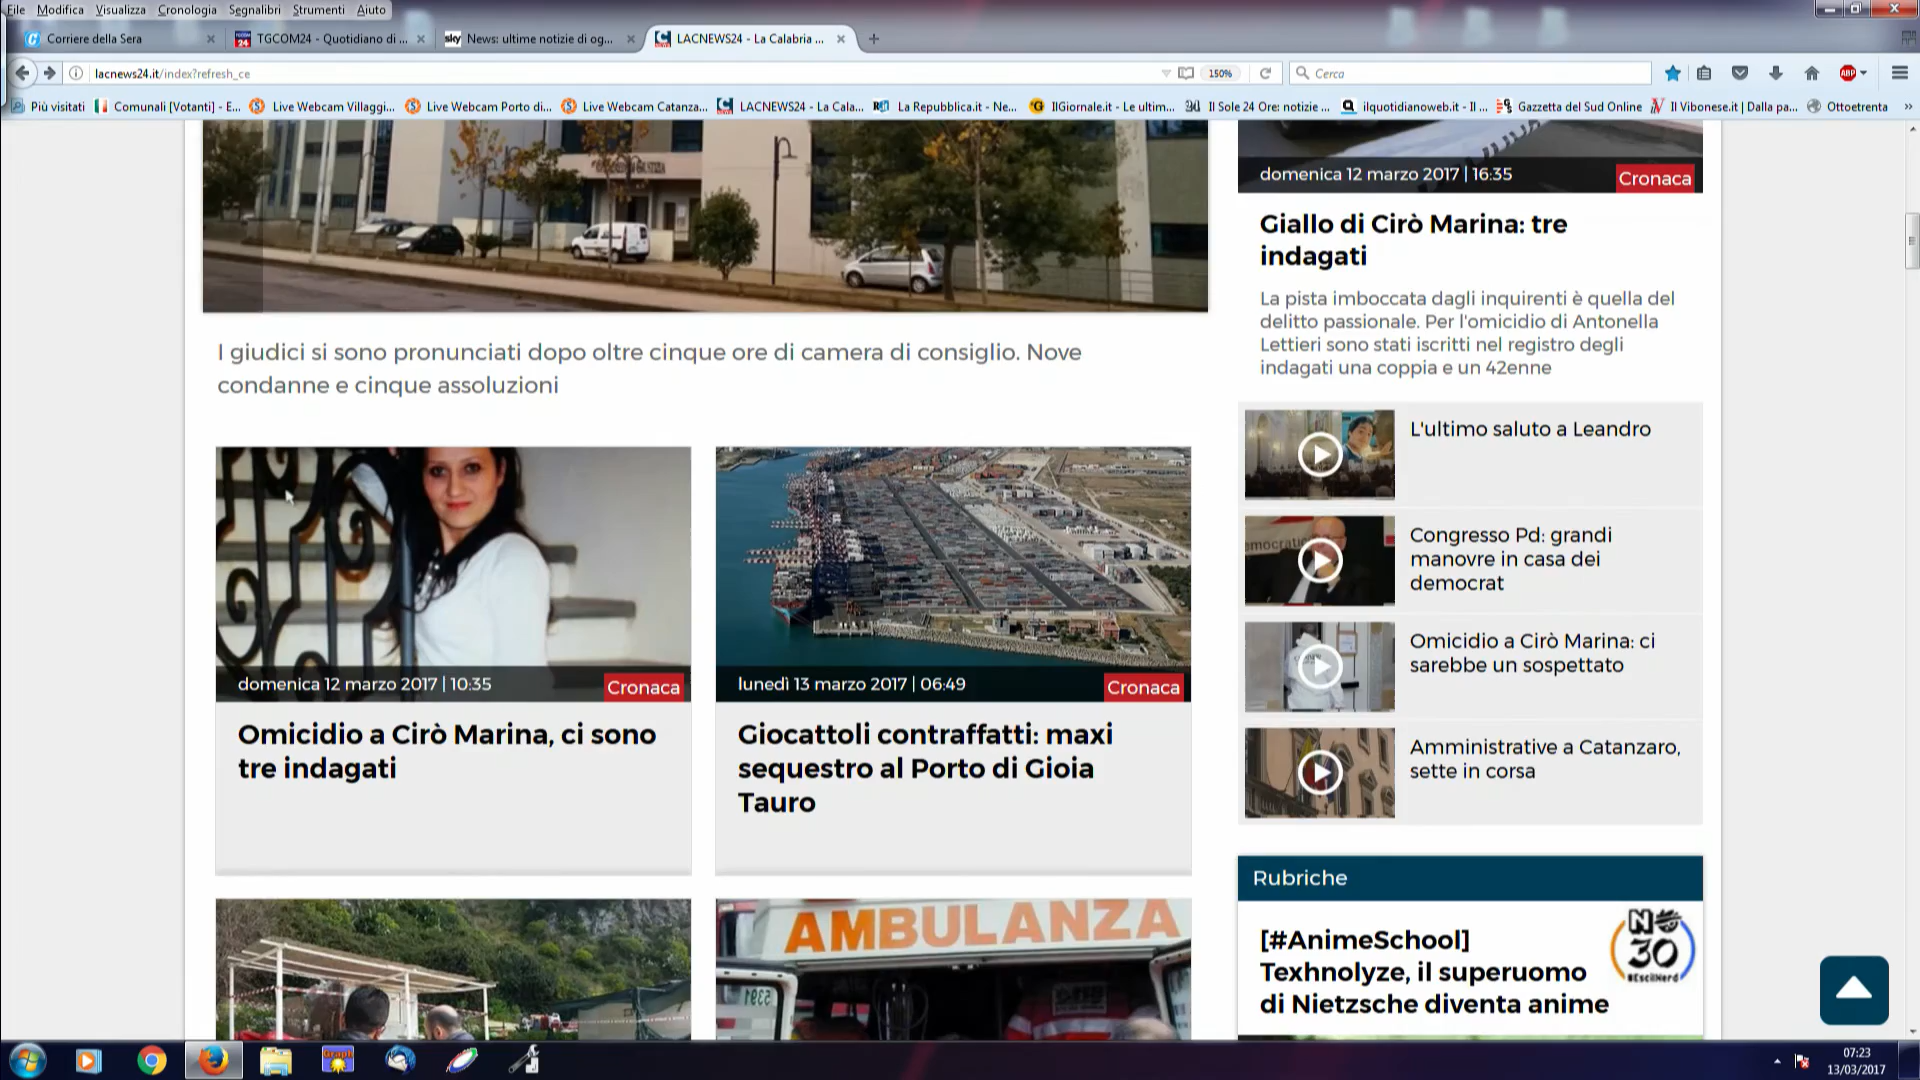 File Modifica Visualizza Cronologia Segnalibri Strumenti Aiuto
Corriere della Sera
TGCOM24 - Quotidiano di ...
sky News: ultime notizie di og...
LACNEWS24 - La Calabria ...
lacnews24.it/index?refresh_ce
150%
Cerca
ABP
Più visitati
Comunali [Votanti] - E...
Live Webcam Villaggi...
Live Webcam Porto di...
Live Webcam Catanza...
LACNEWS24 - La Cala...
La Repubblica.it - Ne...
IlGiornale.it - Le ultim...
Il Sole 24 Ore: notizie ...
ilquotidianoweb.it - Il ...
Gazzetta del Sud Online
Il Vibonese.it | Dalla pa...
Ottoetrenta
I giudici si sono pronunciati dopo oltre cinque ore di camera di consiglio. Nove
condanne e cinque assoluzioni
domenica 12 marzo 2017 | 10:35
Cronaca
Omicidio a Cirò Marina, ci sono
tre indagati
lunedì 13 marzo 2017 | 06:49
Cronaca
Giocattoli contraffatti: maxi
sequestro al Porto di Gioia
Tauro
AMBULANZA
domenica 12 marzo 2017 | 16:35
Cronaca
Giallo di Cirò Marina: tre
indagati
La pista imboccata dagli inquirenti è quella del
delitto passionale. Per l'omicidio di Antonella
Lettieri sono stati iscritti nel registro degli
indagati una coppia e un 42enne
L'ultimo saluto a Leandro
Congresso Pd: grandi
manovre in casa dei
democrat
Omicidio a Cirò Marina: ci
sarebbe un sospettato
Amministrative a Catanzaro,
sette in corsa
Rubriche
[#AnimeSchool]
Texhnolyze, il superuomo
di Nietzsche diventa anime
30
#EsciINerd
07:23
13/03/2017